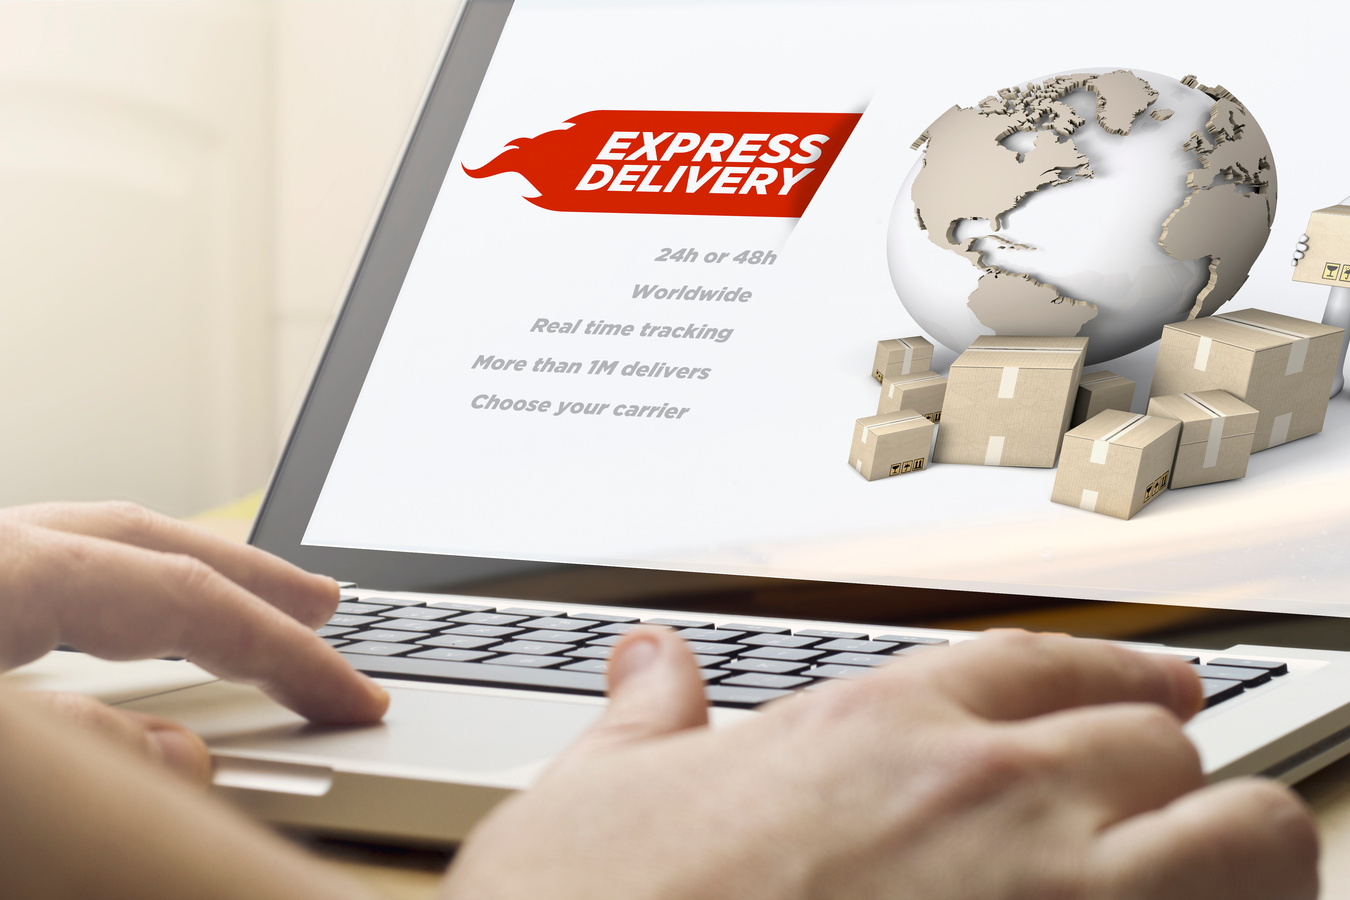 EXPRESS
DELIVERY
24h or 48h
Worldwide
Real time tracking
More than 1M delivers
Choose your carrier